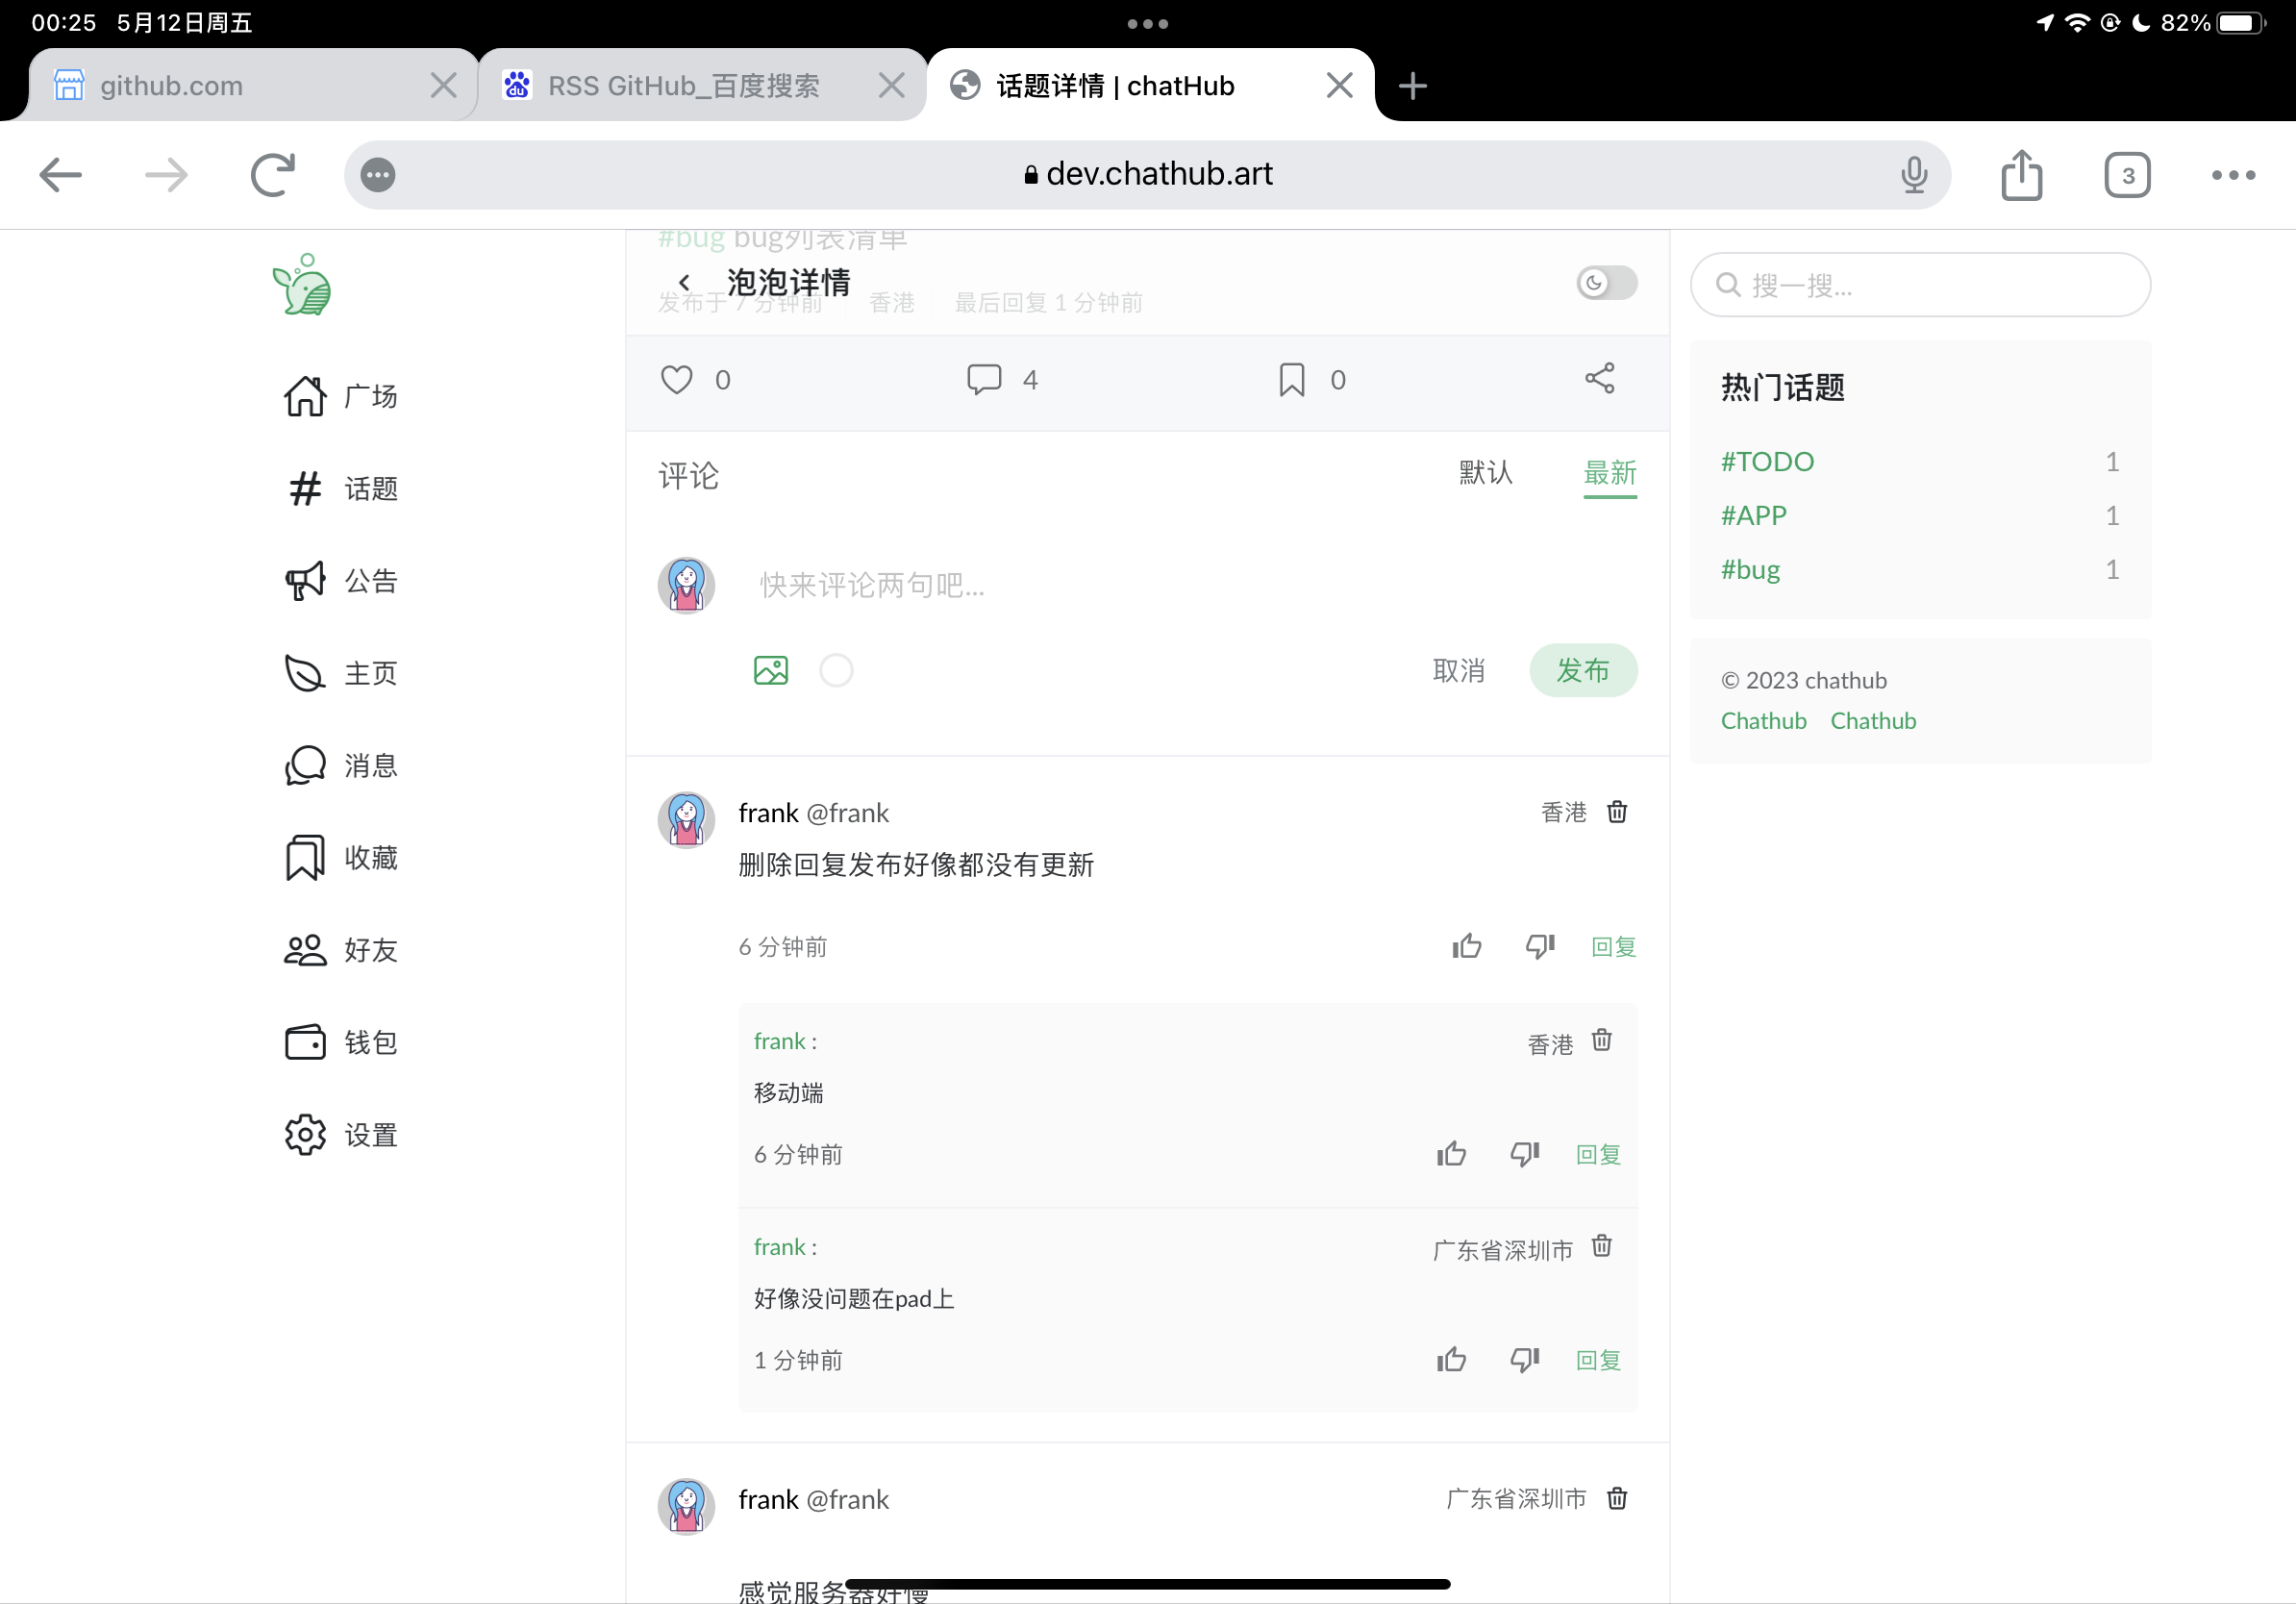 00:25 5月12日周五
82%
github.com
RSS GitHub_百度搜索
话题详情 | chatHub
dev.chathub.art
3
广场
话题
公告
主页
消息
收藏
好友
钱包
设置
#bug bug列表清单
泡泡详情
发布于 7 分钟前 香港 最后回复 1 分钟前
0 4 0
评论 默认 最新
快来评论两句吧...
取消 发布
frank @frank 香港
删除回复发布好像都没有更新
6 分钟前 回复
frank : 香港
移动端
6 分钟前 回复
frank : 广东省深圳市
好像没问题在pad上
1 分钟前 回复
frank @frank 广东省深圳市
感觉服务器好慢
搜一搜...
热门话题
#TODO 1
#APP 1
#bug 1
© 2023 chathub
Chathub Chathub